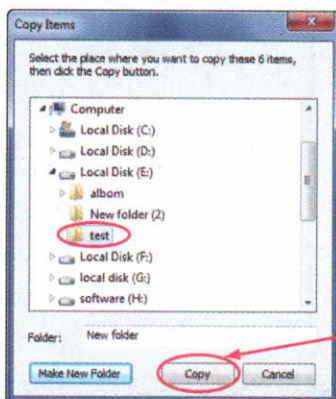 Copy Items
Select the place where you want to copy these 6 items,
then click the Copy button.
Computer
Local Disk (C:)
Local Disk (D:)
Local Disk (E:)
albom
New folder (2)
test
Local Disk (F:)
local disk (G:)
software (H:)
Folder: New folder
Make New Folder Copy Cancel